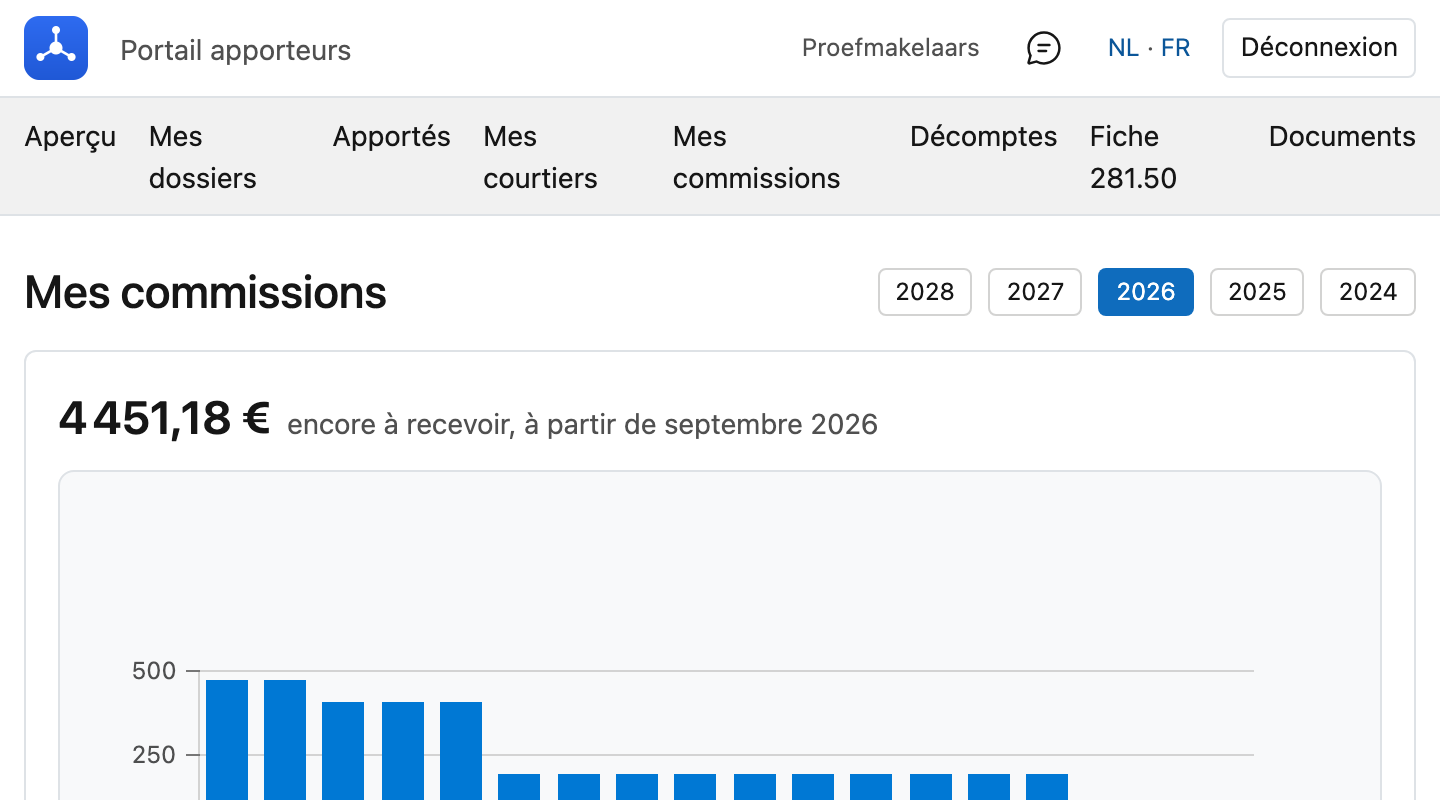 Portail apporteurs
Proefmakelaars
NL · FR
Déconnexion
Aperçu
Mes dossiers
Apportés
Mes courtiers
Mes commissions
Décomptes
Fiche 281.50
Documents
Mes commissions
2028
2027
2026
2025
2024
4 451,18 € encore à recevoir, à partir de septembre 2026
500
250